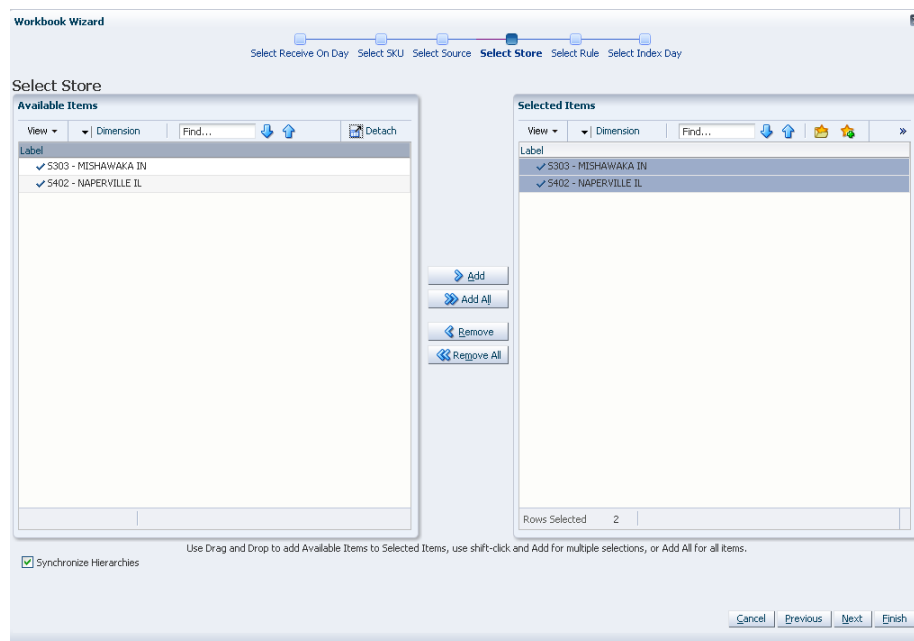 Workbook Wizard
Select Receive On Day Select SKU Select Source Select Store Select Rule Select Index Day
Select Store
Available Items
View Dimension Find... Detach
Label
S303 - MISHAWAKA IN
S402 - NAPERVILLE IL
Selected Items
View Dimension Find... »
Label
S303 - MISHAWAKA IN
S402 - NAPERVILLE IL
Rows Selected 2
Add
Add All
Remove
Remove All
Use Drag and Drop to add Available Items to Selected Items, use shift-click and Add for multiple selections, or Add All for all items.
Synchronize Hierarchies
Cancel Previous Next Finish